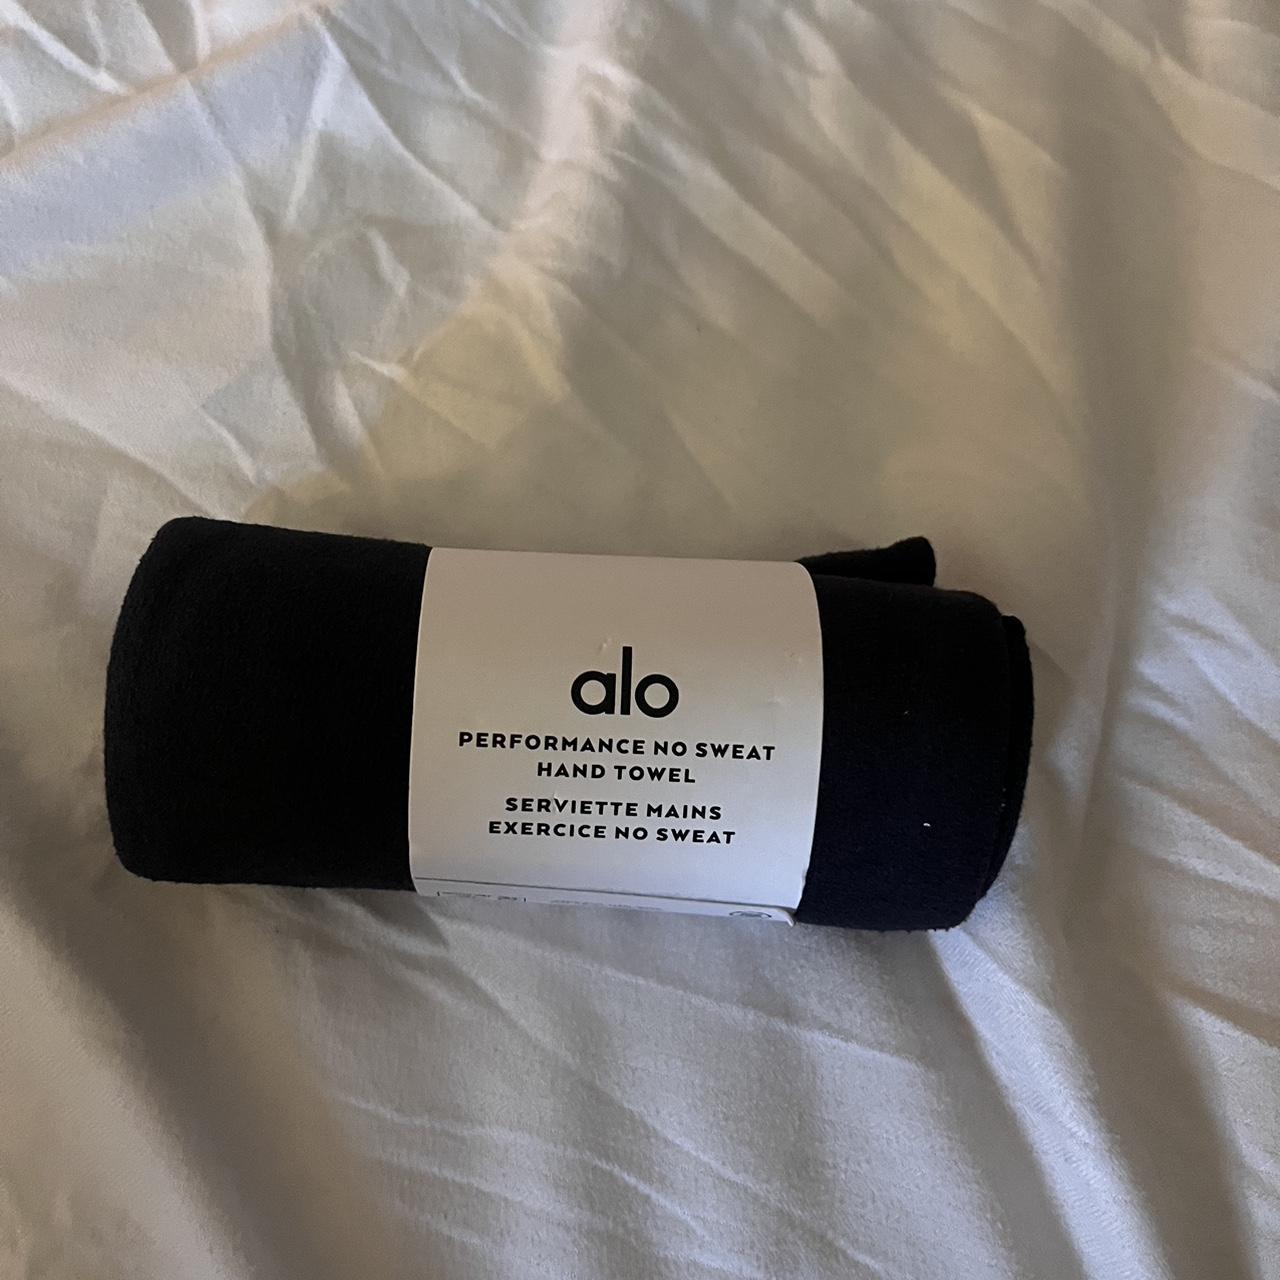 alo
PERFORMANCE NO SWEAT
HAND TOWEL
SERVIETTE MAINS
EXERCICE NO SWEAT